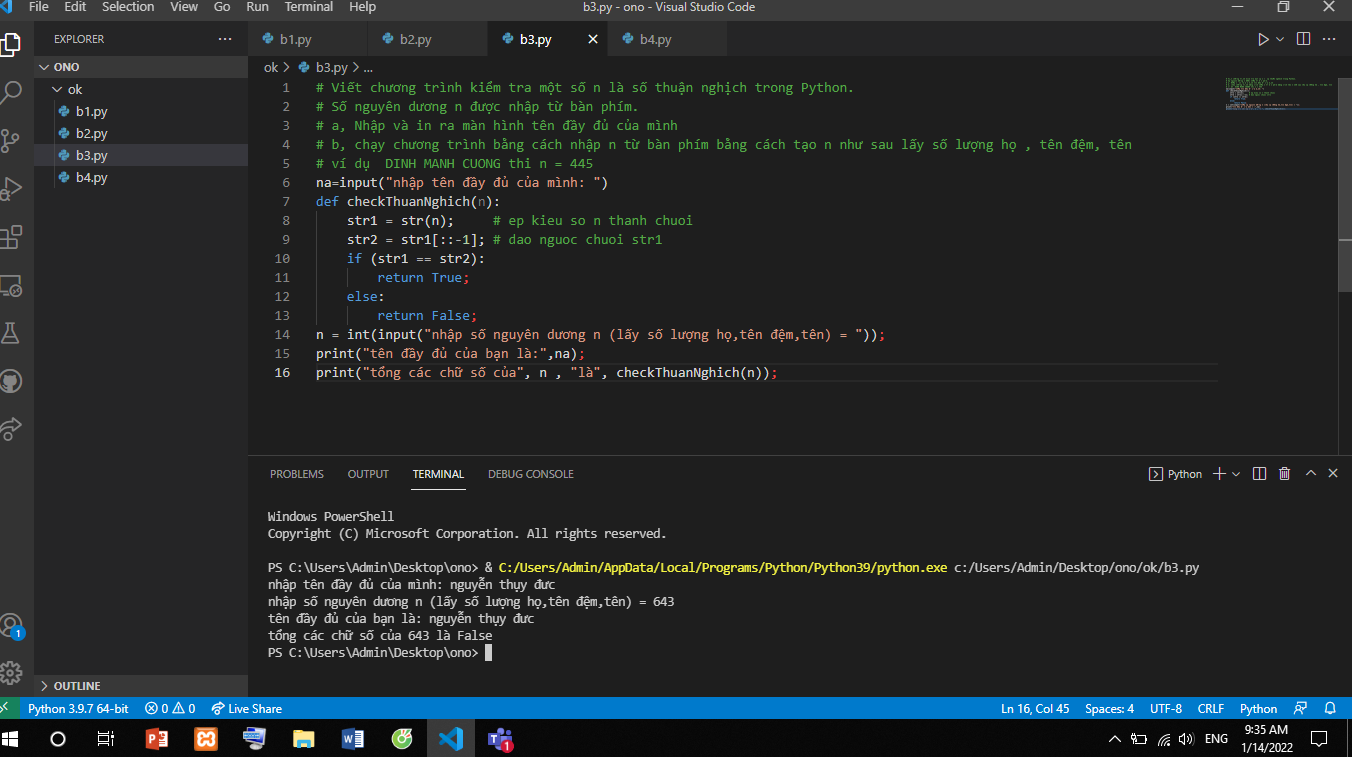 File Edit Selection View Go Run Terminal Help b3.py - ono - Visual Studio Code
EXPLORER ...
b1.py b2.py b3.py b4.py
ONO
ok
b1.py
b2.py
b3.py
b4.py
OUTLINE
ok > b3.py > ...
1 # Viết chương trình kiểm tra một số n là số thuận nghịch trong Python.
2 # Số nguyên dương n được nhập từ bàn phím.
3 # a, Nhập và in ra màn hình tên đầy đủ của mình
4 # b, chạy chương trình bằng cách nhập n từ bàn phím bằng cách tạo n như sau lấy số lượng họ , tên đệm, tên
5 # ví dụ  DINH MANH CUONG thi n = 445
6 na=input("nhập tên đầy đủ của mình: ")
7 def checkThuanNghich(n):
8     str1 = str(n);     # ep kieu so n thanh chuoi
9     str2 = str1[::-1]; # dao nguoc chuoi str1
10     if (str1 == str2):
11         return True;
12     else:
13         return False;
14 n = int(input("nhập số nguyên dương n (lấy số lượng họ,tên đệm,tên) = "));
15 print("tên đầy đủ của bạn là:",na);
16 print("tổng các chữ số của", n , "là", checkThuanNghich(n));
PROBLEMS OUTPUT TERMINAL DEBUG CONSOLE Python
Windows PowerShell
Copyright (C) Microsoft Corporation. All rights reserved.
PS C:\Users\Admin\Desktop\ono> & C:/Users/Admin/AppData/Local/Programs/Python/Python39/python.exe c:/Users/Admin/Desktop/ono/ok/b3.py
nhập tên đầy đủ của mình: nguyễn thụy đưc
nhập số nguyên dương n (lấy số lượng họ,tên đệm,tên) = 643
tên đầy đủ của bạn là: nguyễn thụy đưc
tổng các chữ số của 643 là False
PS C:\Users\Admin\Desktop\ono>
1
Python 3.9.7 64-bit 0 0 Live Share Ln 16, Col 45 Spaces: 4 UTF-8 CRLF Python
1 ENG 9:35 AM
1/14/2022